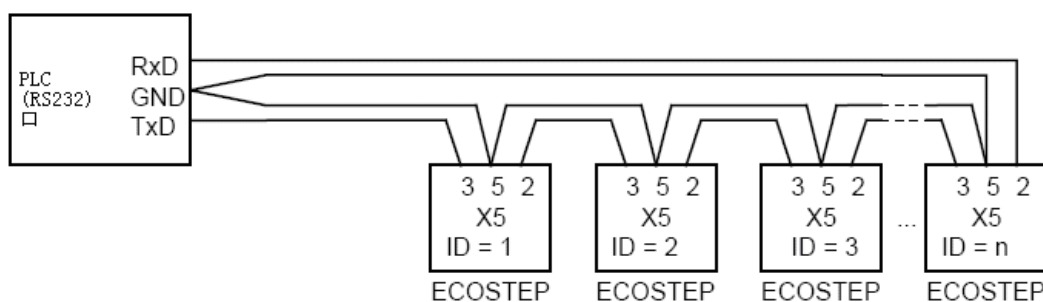 RxD
PLC
(RS232)
GND
口
TxD
3 5 2 3 5 2 3 5 2 3 5 2
X5 X5 X5 ... X5
ID = 1 ID = 2 ID = 3 ID = n
ECOSTEP ECOSTEP ECOSTEP ECOSTEP